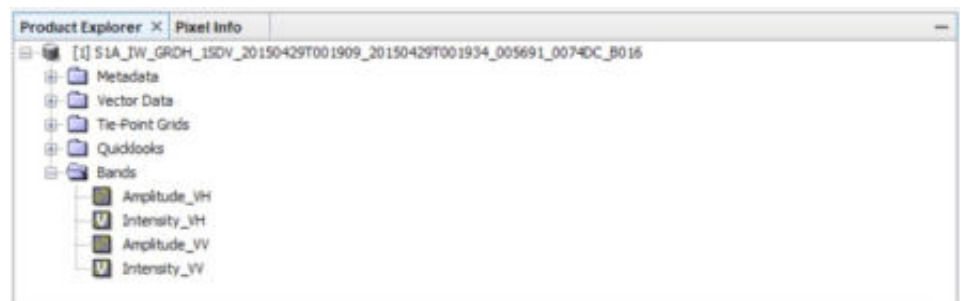 Product Explorer × Pixel Info
[1] S1A_IW_GRDH_1SDV_20150429T001909_20150429T001934_005691_0074DC_B016
Metadata
Vector Data
Tie-Point Grids
Quicklooks
Bands
Amplitude_VH
Intensity_VH
Amplitude_VV
Intensity_VV